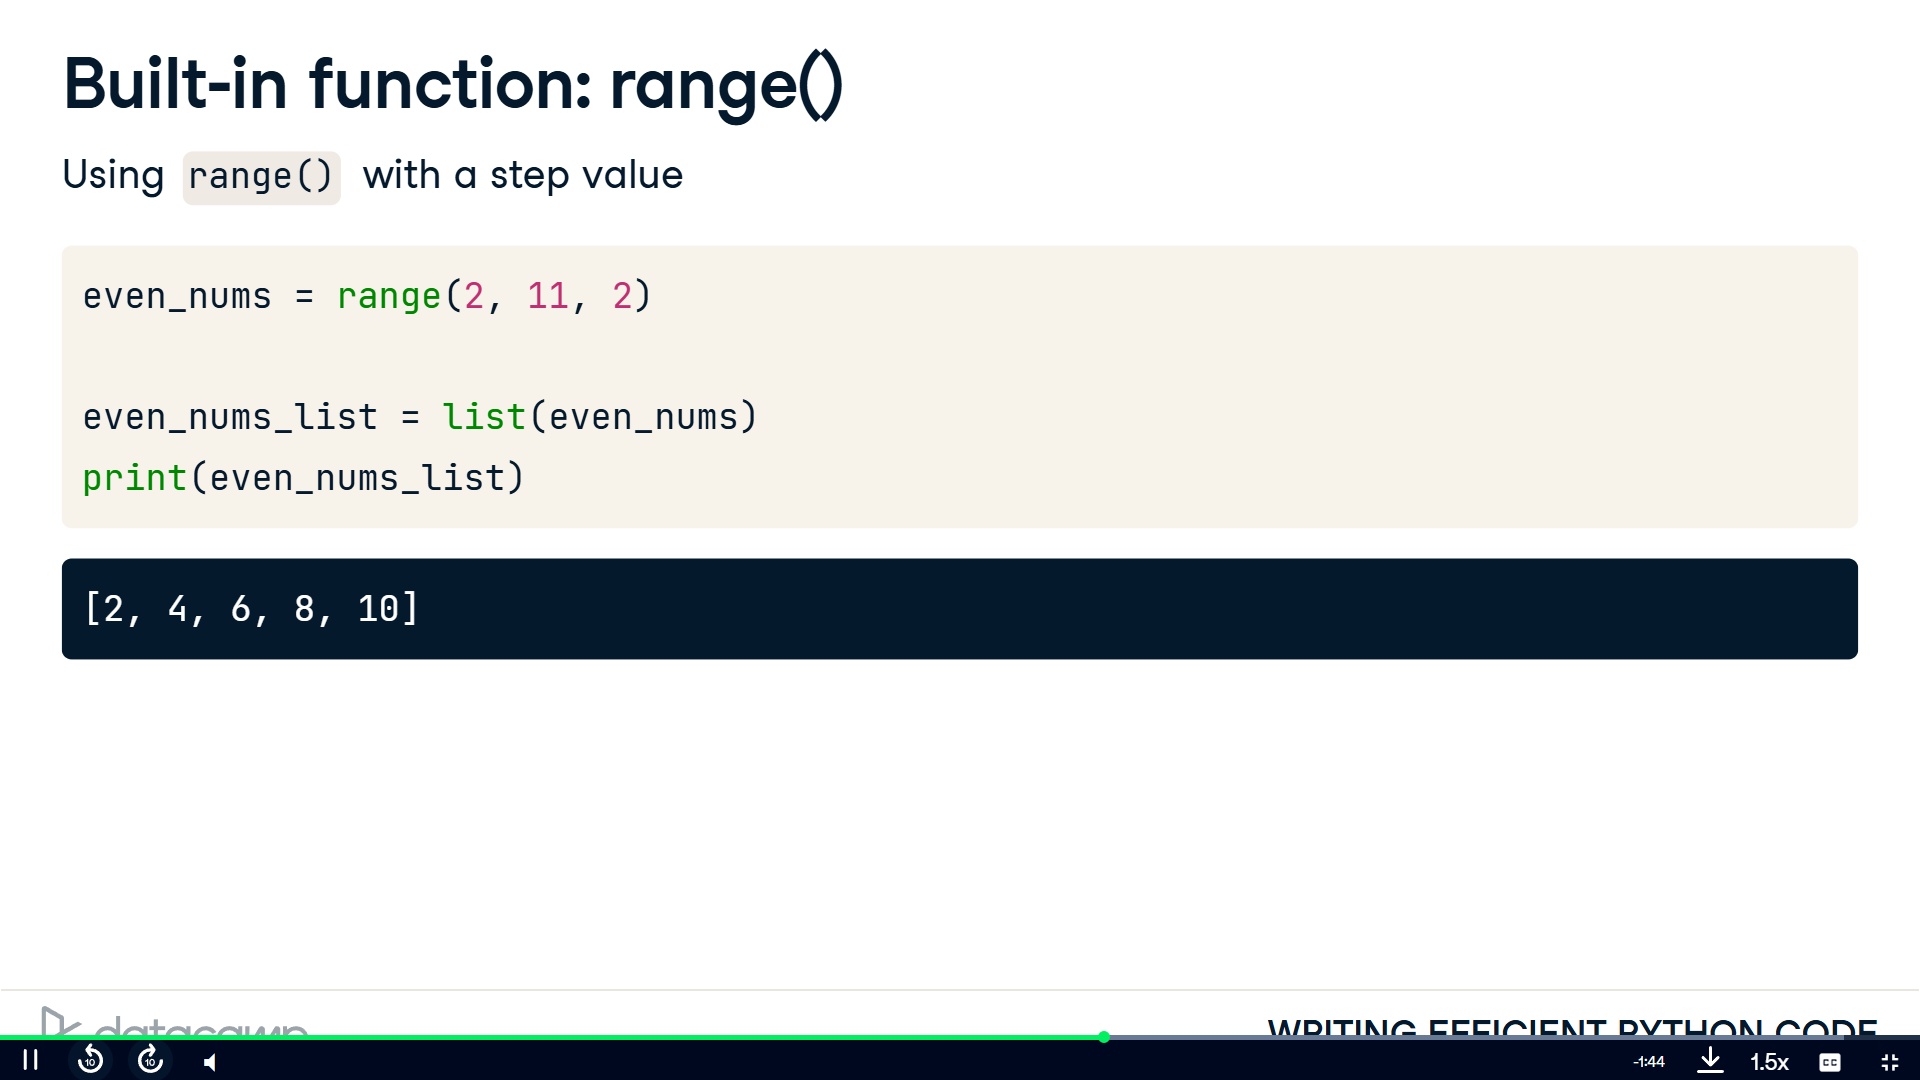 Built-in function: range()
Using range() with a step value
even_nums = range(2, 11, 2)
even_nums_list = list(even_nums)
print(even_nums_list)
[2, 4, 6, 8, 10]
datacamp
WRITING EFFICIENT PYTHON CODE
10
10
-1:44
1.5x
CC